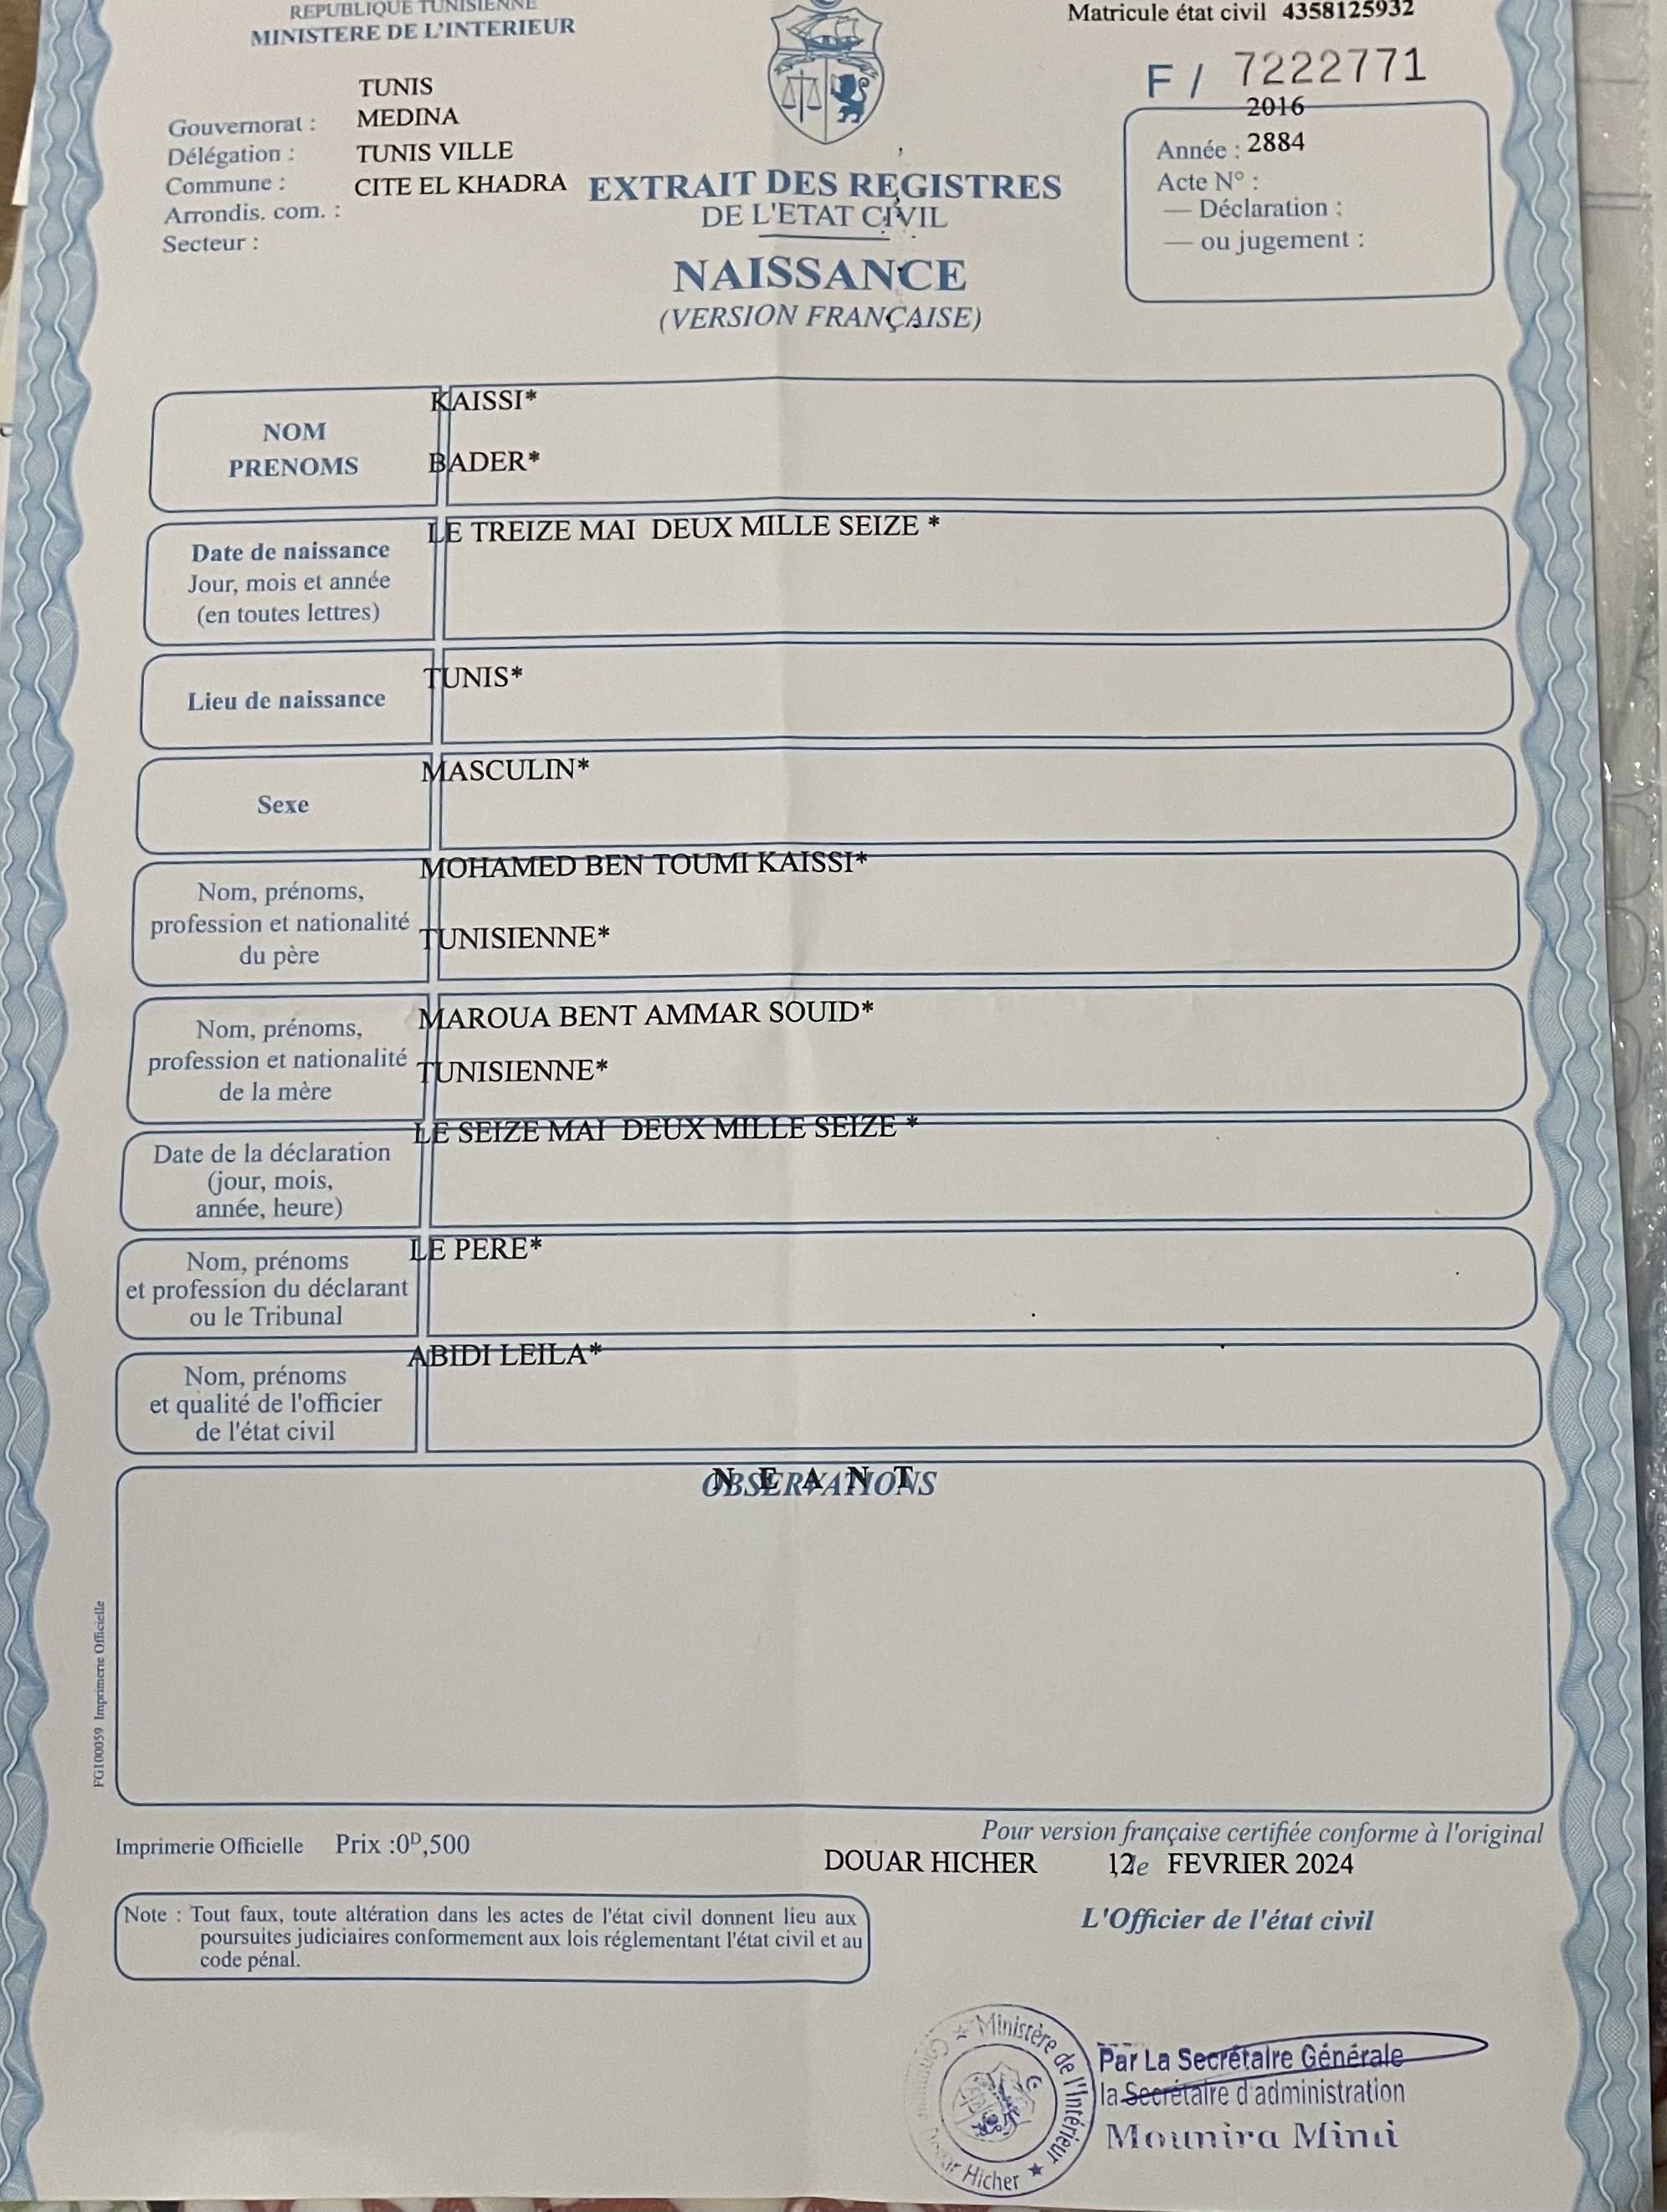 REPUBLIQUE TUNISIENNE
MINISTERE DE L'INTERIEUR
Matricule état civil 4358125932
F / 7222771
TUNIS
Gouvernorat : MEDINA
Délégation : TUNIS VILLE
Commune : CITE EL KHADRA
Arrondis. com. :
Secteur :
2016
Année : 2884
Acte N° :
— Déclaration :
— ou jugement :
EXTRAIT DES REGISTRES
DE L'ETAT CIVIL
NAISSANCE
(VERSION FRANÇAISE)
NOM
PRENOMS
KAISSI*
BADER*
Date de naissance
Jour, mois et année
(en toutes lettres)
LE TREIZE MAI DEUX MILLE SEIZE *
Lieu de naissance
TUNIS*
Sexe
MASCULIN*
Nom, prénoms,
profession et nationalité
du père
MOHAMED BEN TOUMI KAISSI*
TUNISIENNE*
Nom, prénoms,
profession et nationalité
de la mère
MAROUA BENT AMMAR SOUID*
TUNISIENNE*
Date de la déclaration
(jour, mois,
année, heure)
LE SEIZE MAI DEUX MILLE SEIZE *
Nom, prénoms
et profession du déclarant
ou le Tribunal
LE PERE*
Nom, prénoms
et qualité de l'officier
de l'état civil
ABIDI LEILA*
OBSERVATIONS
N E A N T
FG100059 Imprimerie Officielle
Imprimerie Officielle Prix :0ᴰ,500
Pour version française certifiée conforme à l'original
DOUAR HICHER 12 le FEVRIER 2024
L'Officier de l'état civil
Note : Tout faux, toute altération dans les actes de l'état civil donnent lieu aux
poursuites judiciaires conformement aux lois réglementant l'état civil et au
code pénal.
★ Ministère de l'Intérieur ★
Commune Douar Hicher
Par La Secrétaire Générale
la Secrétaire d'administration
Mounira Mimi